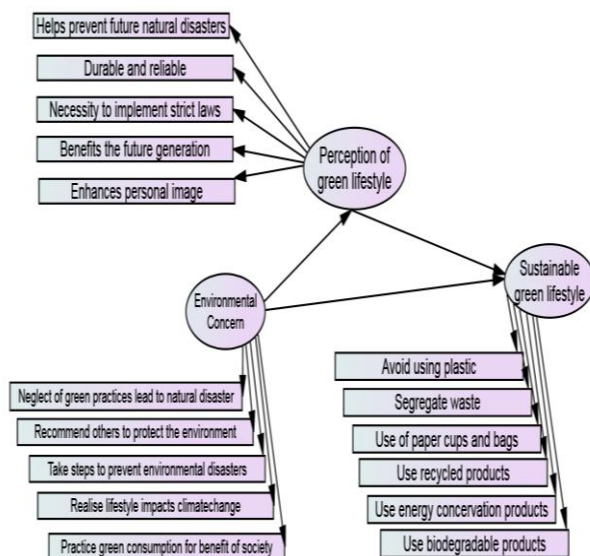 Helps prevent future natural disasters
Durable and reliable
Necessity to implement strict laws
Benefits the future generation
Enhances personal image
Perception of
green lifestyle
Environmental
Concern
Sustainable
green lifestyle
Neglect of green practices lead to natural disaster
Recommend others to protect the environment
Take steps to prevent environmental disasters
Realise lifestyle impacts climatechange
Practice green consumption for benefit of society
Avoid using plastic
Segregate waste
Use of paper cups and bags
Use recycled products
Use energy concervation products
Use biodegradable products